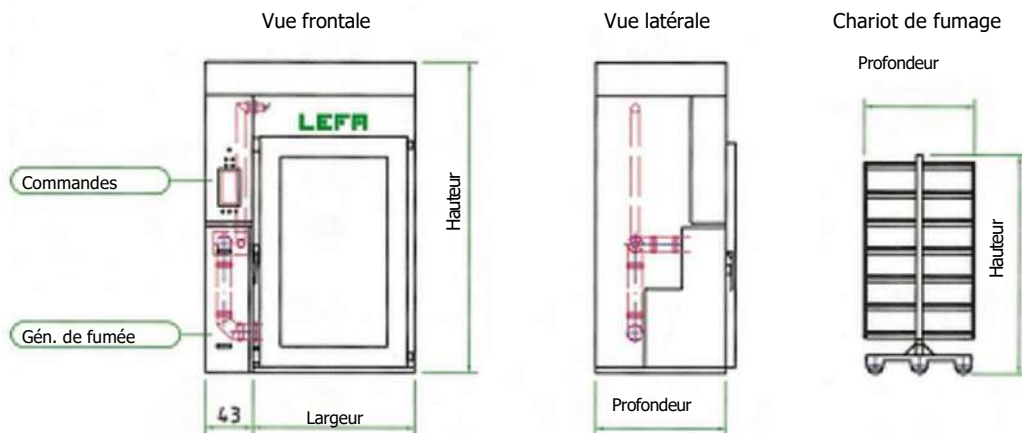 Vue frontale
Vue latérale
Chariot de fumage
Profondeur
LEFA
Commandes
Hauteur
Hauteur
Gén. de fumée
43
Largeur
Profondeur